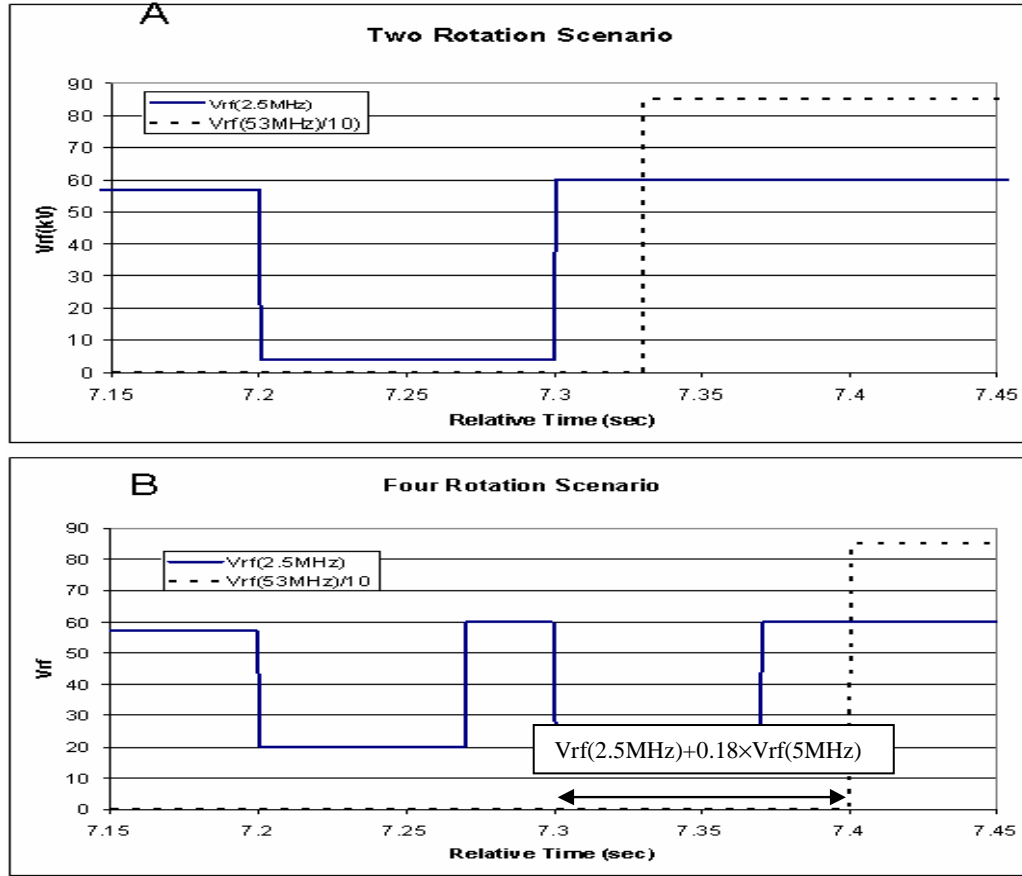 A
Two Rotation Scenario
90
80
70
60
50
40
30
20
10
0
Vrf(kV)
Vrf(2.5MHz)
Vrf(53MHz)/10)
7.15 7.2 7.25 7.3 7.35 7.4 7.45
Relative Time (sec)
B
Four Rotation Scenario
90
80
70
60
50
40
30
20
10
0
Vrf
Vrf(2.5MHz)
Vrf(53MHz)/10
Vrf(2.5MHz)+0.18×Vrf(5MHz)
7.15 7.2 7.25 7.3 7.35 7.4 7.45
Relative Time (sec)